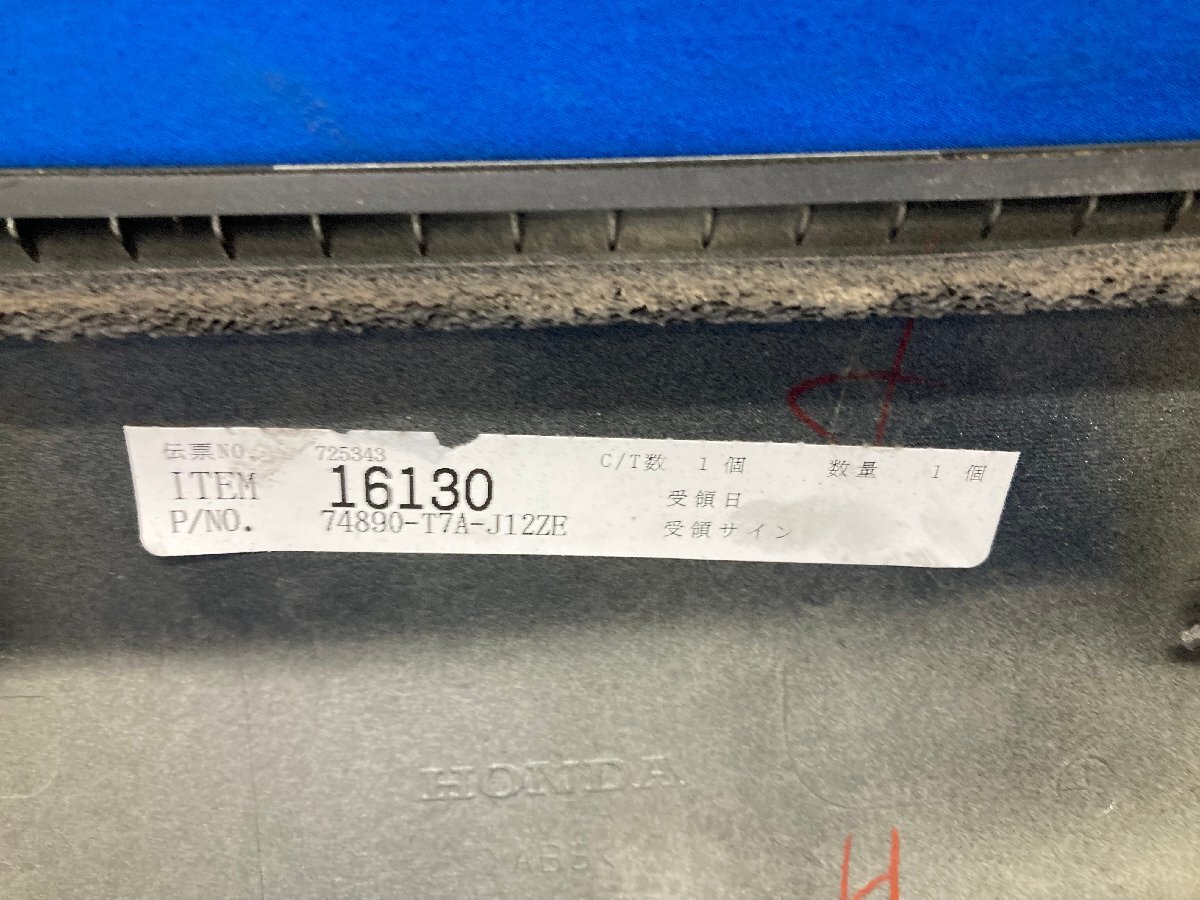 伝票NO. 725343 C/T数 1個 数量 1個
ITEM 16130 受領日
P/NO. 74890-T7A-J12ZE 受領サイン
HONDA